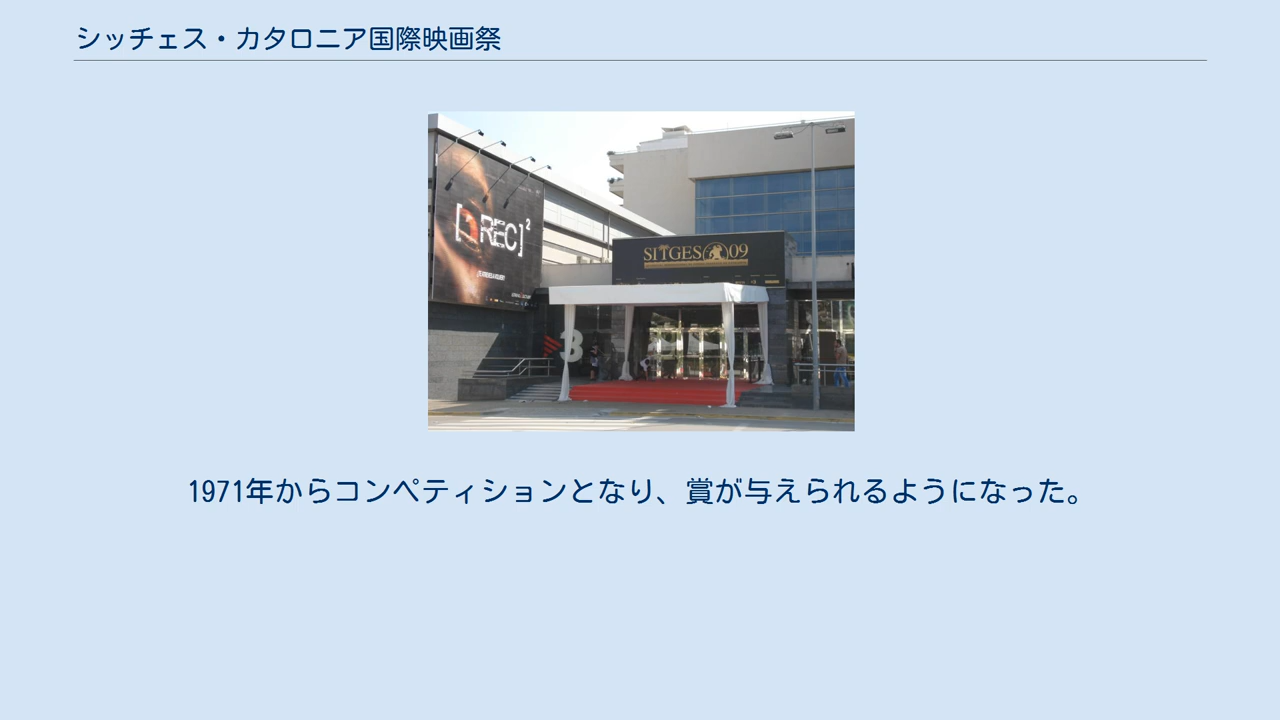 シッチェス・カタロニア国際映画祭
[REC]²
SITGES 09
3
1971年からコンペティションとなり、賞が与えられるようになった。